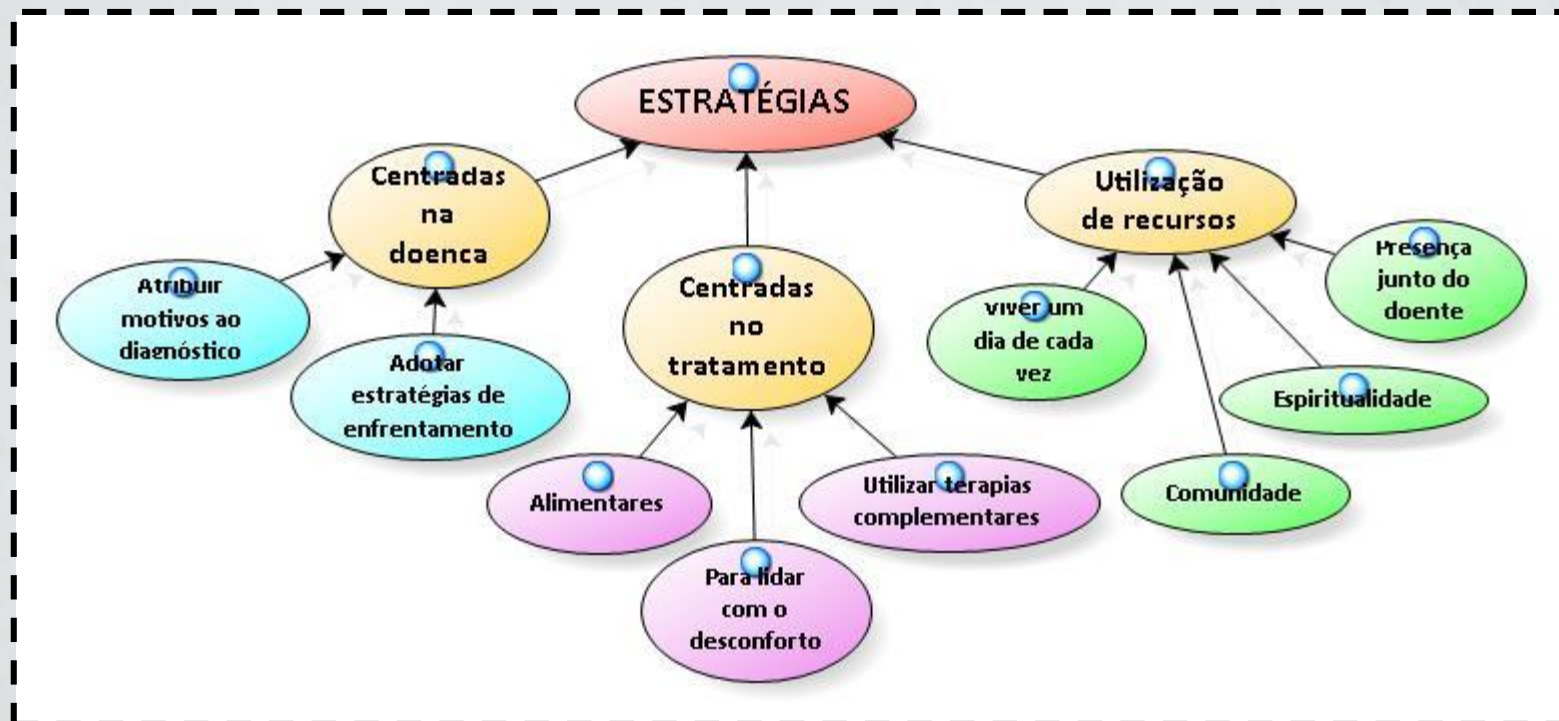 ESTRATÉGIAS
Centradas
na
doenca
Atribuir
motivos ao
diagnóstico
Adotar
estratégias de
enfrentamento
Centradas
no
tratamento
Alimentares
Para lidar
com o
desconforto
Utilizar terapias
complementares
Utilização
de recursos
Viver um
dia de cada
vez
Comunidade
Espiritualidade
Presença
junto do
doente